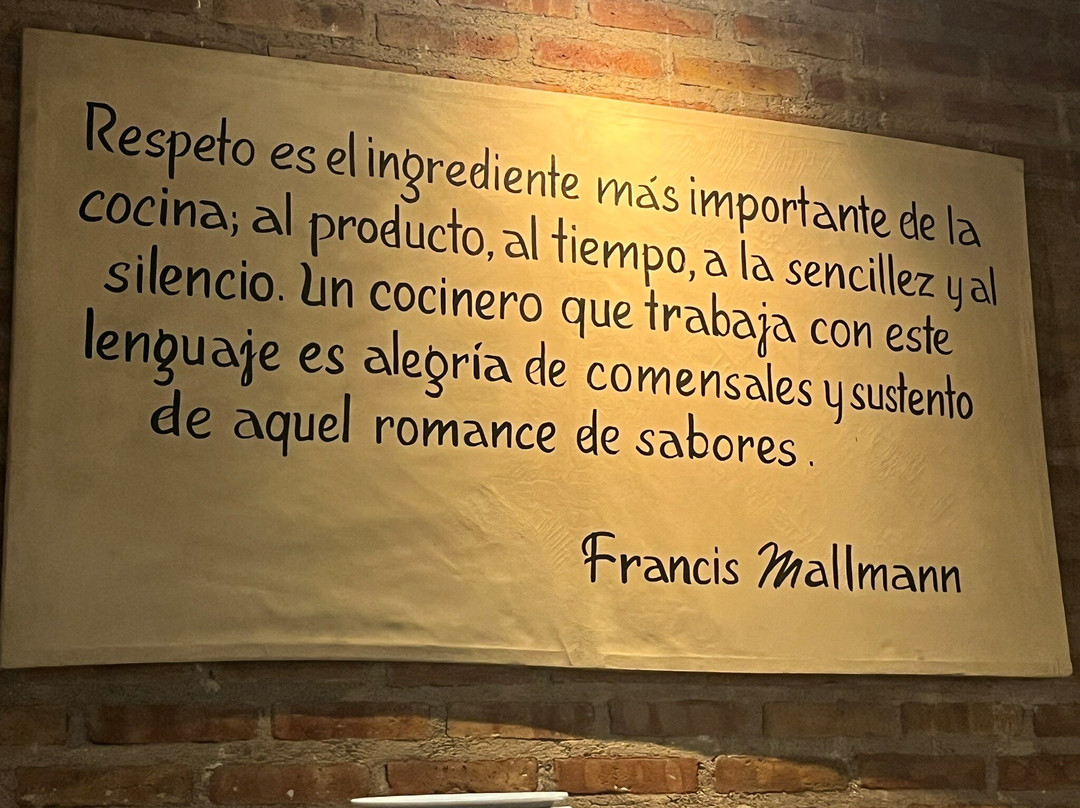 Respeto es el ingrediente más importante de la
cocina; al producto, al tiempo, a la sencillez y al
silencio. Un cocinero que trabaja con este
lenguaje es alegría de comensales y sustento
de aquel romance de sabores.
Francis Mallmann